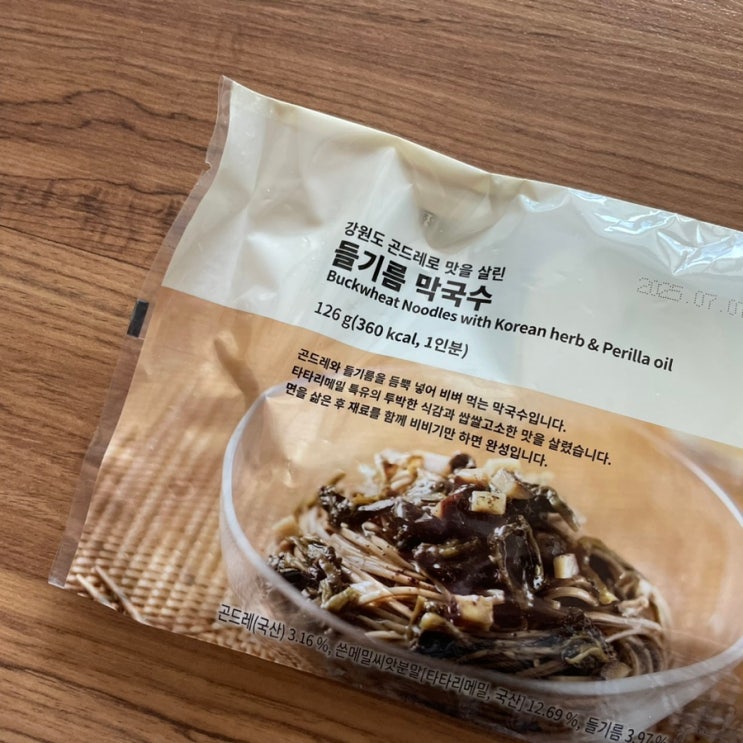 강원도 곤드레로 맛을 살린
들기름 막국수
Buckwheat Noodles with Korean herb & Perilla oil
126 g(360 kcal, 1인분)
2025.07.0
곤드레와 들기름을 듬뿍 넣어 비벼 먹는 막국수입니다.
타타리메밀 특유의 투박한 식감과 쌉쌀고소한 맛을 살렸습니다.
면을 삶은 후 재료를 함께 비비기만 하면 완성입니다.
곤드레(국산) 3.16 %, 쓴메밀씨앗분말[타타리메밀, 국산] 12.69 %, 들기름 3.97 %